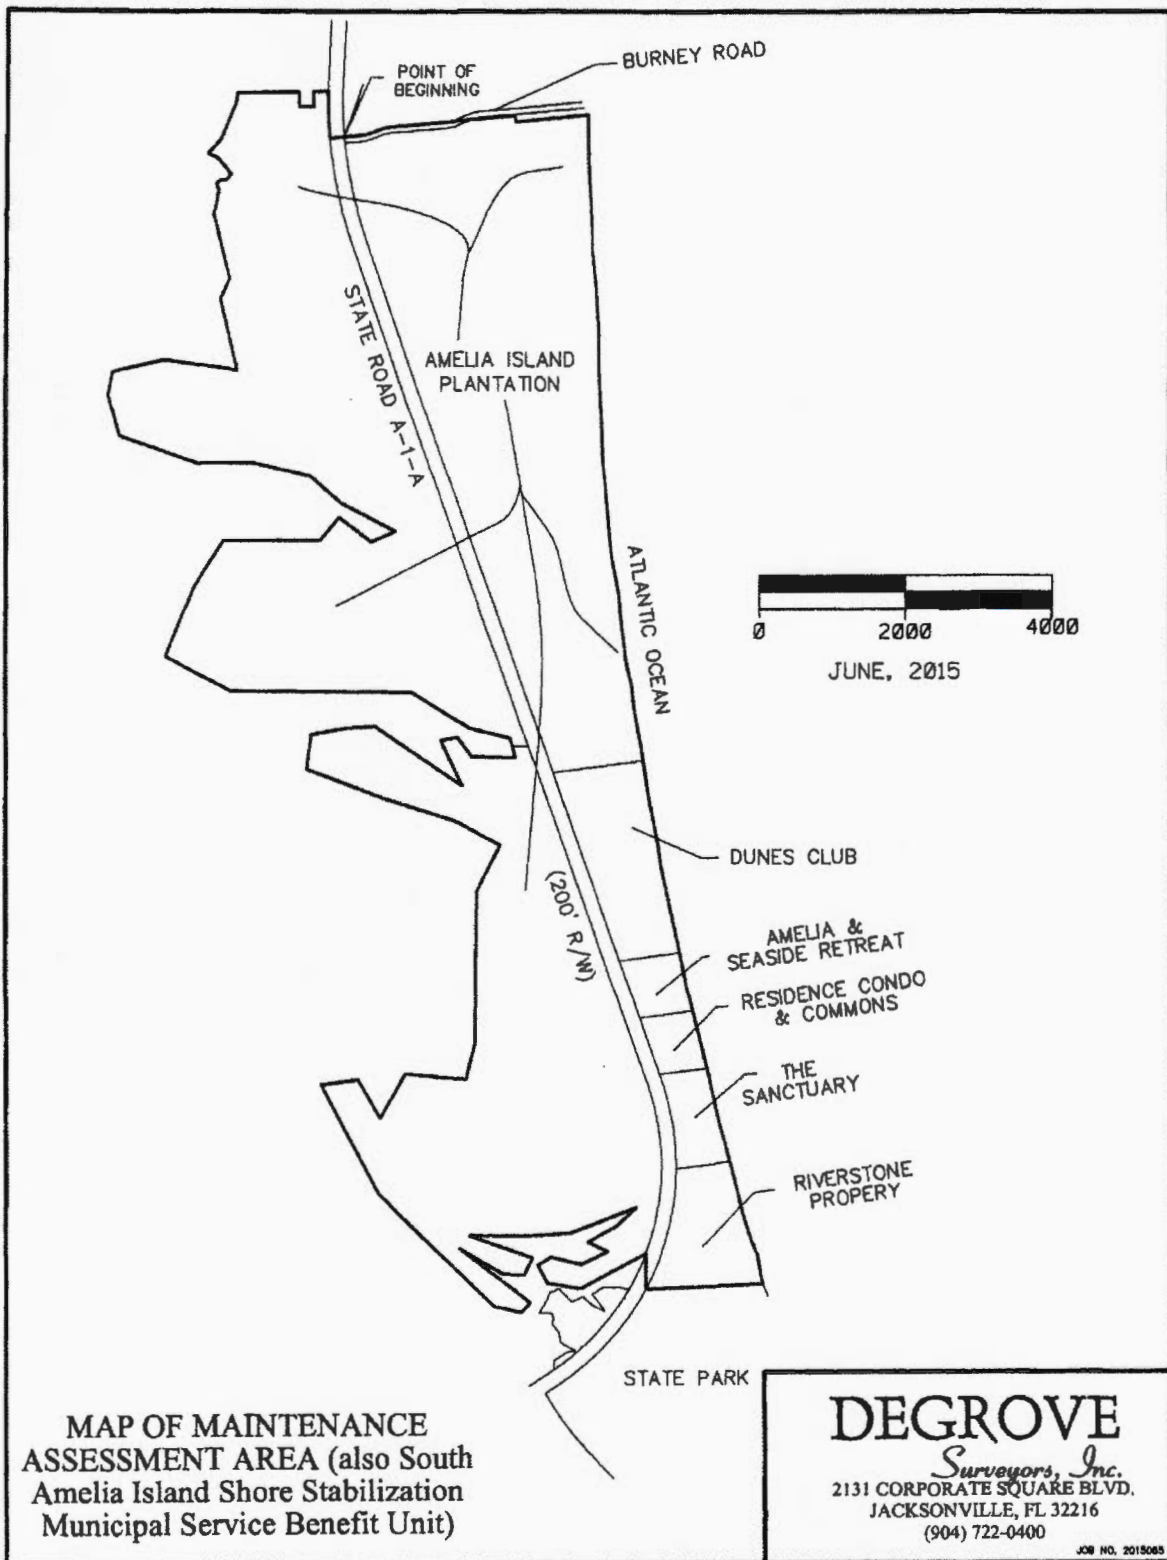 BURNEY ROAD
POINT OF
BEGINNING
STATE ROAD A-1-A
AMELIA ISLAND
PLANTATION
ATLANTIC OCEAN
0 2000 4000
JUNE, 2015
DUNES CLUB
(200' R/W)
AMELIA &
SEASIDE RETREAT
RESIDENCE CONDO
& COMMONS
THE
SANCTUARY
RIVERSTONE
PROPERY
STATE PARK
MAP OF MAINTENANCE
ASSESSMENT AREA (also South
Amelia Island Shore Stabilization
Municipal Service Benefit Unit)
DEGROVE
Surveyors, Inc.
2131 CORPORATE SQUARE BLVD.
JACKSONVILLE, FL 32216
(904) 722-0400
JOB NO. 2015065